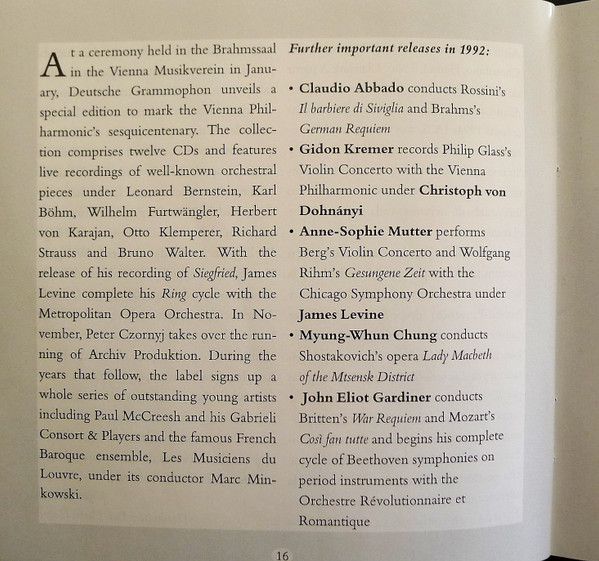 At a ceremony held in the Brahmssaal
in the Vienna Musikverein in Janu-
ary, Deutsche Grammophon unveils a
special edition to mark the Vienna Phil-
harmonic's sesquicentenary. The collec-
tion comprises twelve CDs and features
live recordings of well-known orchestral
pieces under Leonard Bernstein, Karl
Böhm, Wilhelm Furtwängler, Herbert
von Karajan, Otto Klemperer, Richard
Strauss and Bruno Walter. With the
release of his recording of Siegfried, James
Levine complete his Ring cycle with the
Metropolitan Opera Orchestra. In No-
vember, Peter Czornyj takes over the run-
ning of Archiv Produktion. During the
years that follow, the label signs up a
whole series of outstanding young artists
including Paul McCreesh and his Gabrieli
Consort & Players and the famous French
Baroque ensemble, Les Musiciens du
Louvre, under its conductor Marc Min-
kowski.
Further important releases in 1992:
• Claudio Abbado conducts Rossini's
Il barbiere di Siviglia and Brahms's
German Requiem
• Gidon Kremer records Philip Glass's
Violin Concerto with the Vienna
Philharmonic under Christoph von
Dohnányi
• Anne-Sophie Mutter performs
Berg's Violin Concerto and Wolfgang
Rihm's Gesungene Zeit with the
Chicago Symphony Orchestra under
James Levine
• Myung-Whun Chung conducts
Shostakovich's opera Lady Macbeth
of the Mtsensk District
• John Eliot Gardiner conducts
Britten's War Requiem and Mozart's
Così fan tutte and begins his complete
cycle of Beethoven symphonies on
period instruments with the
Orchestre Révolutionnaire et
Romantique
16